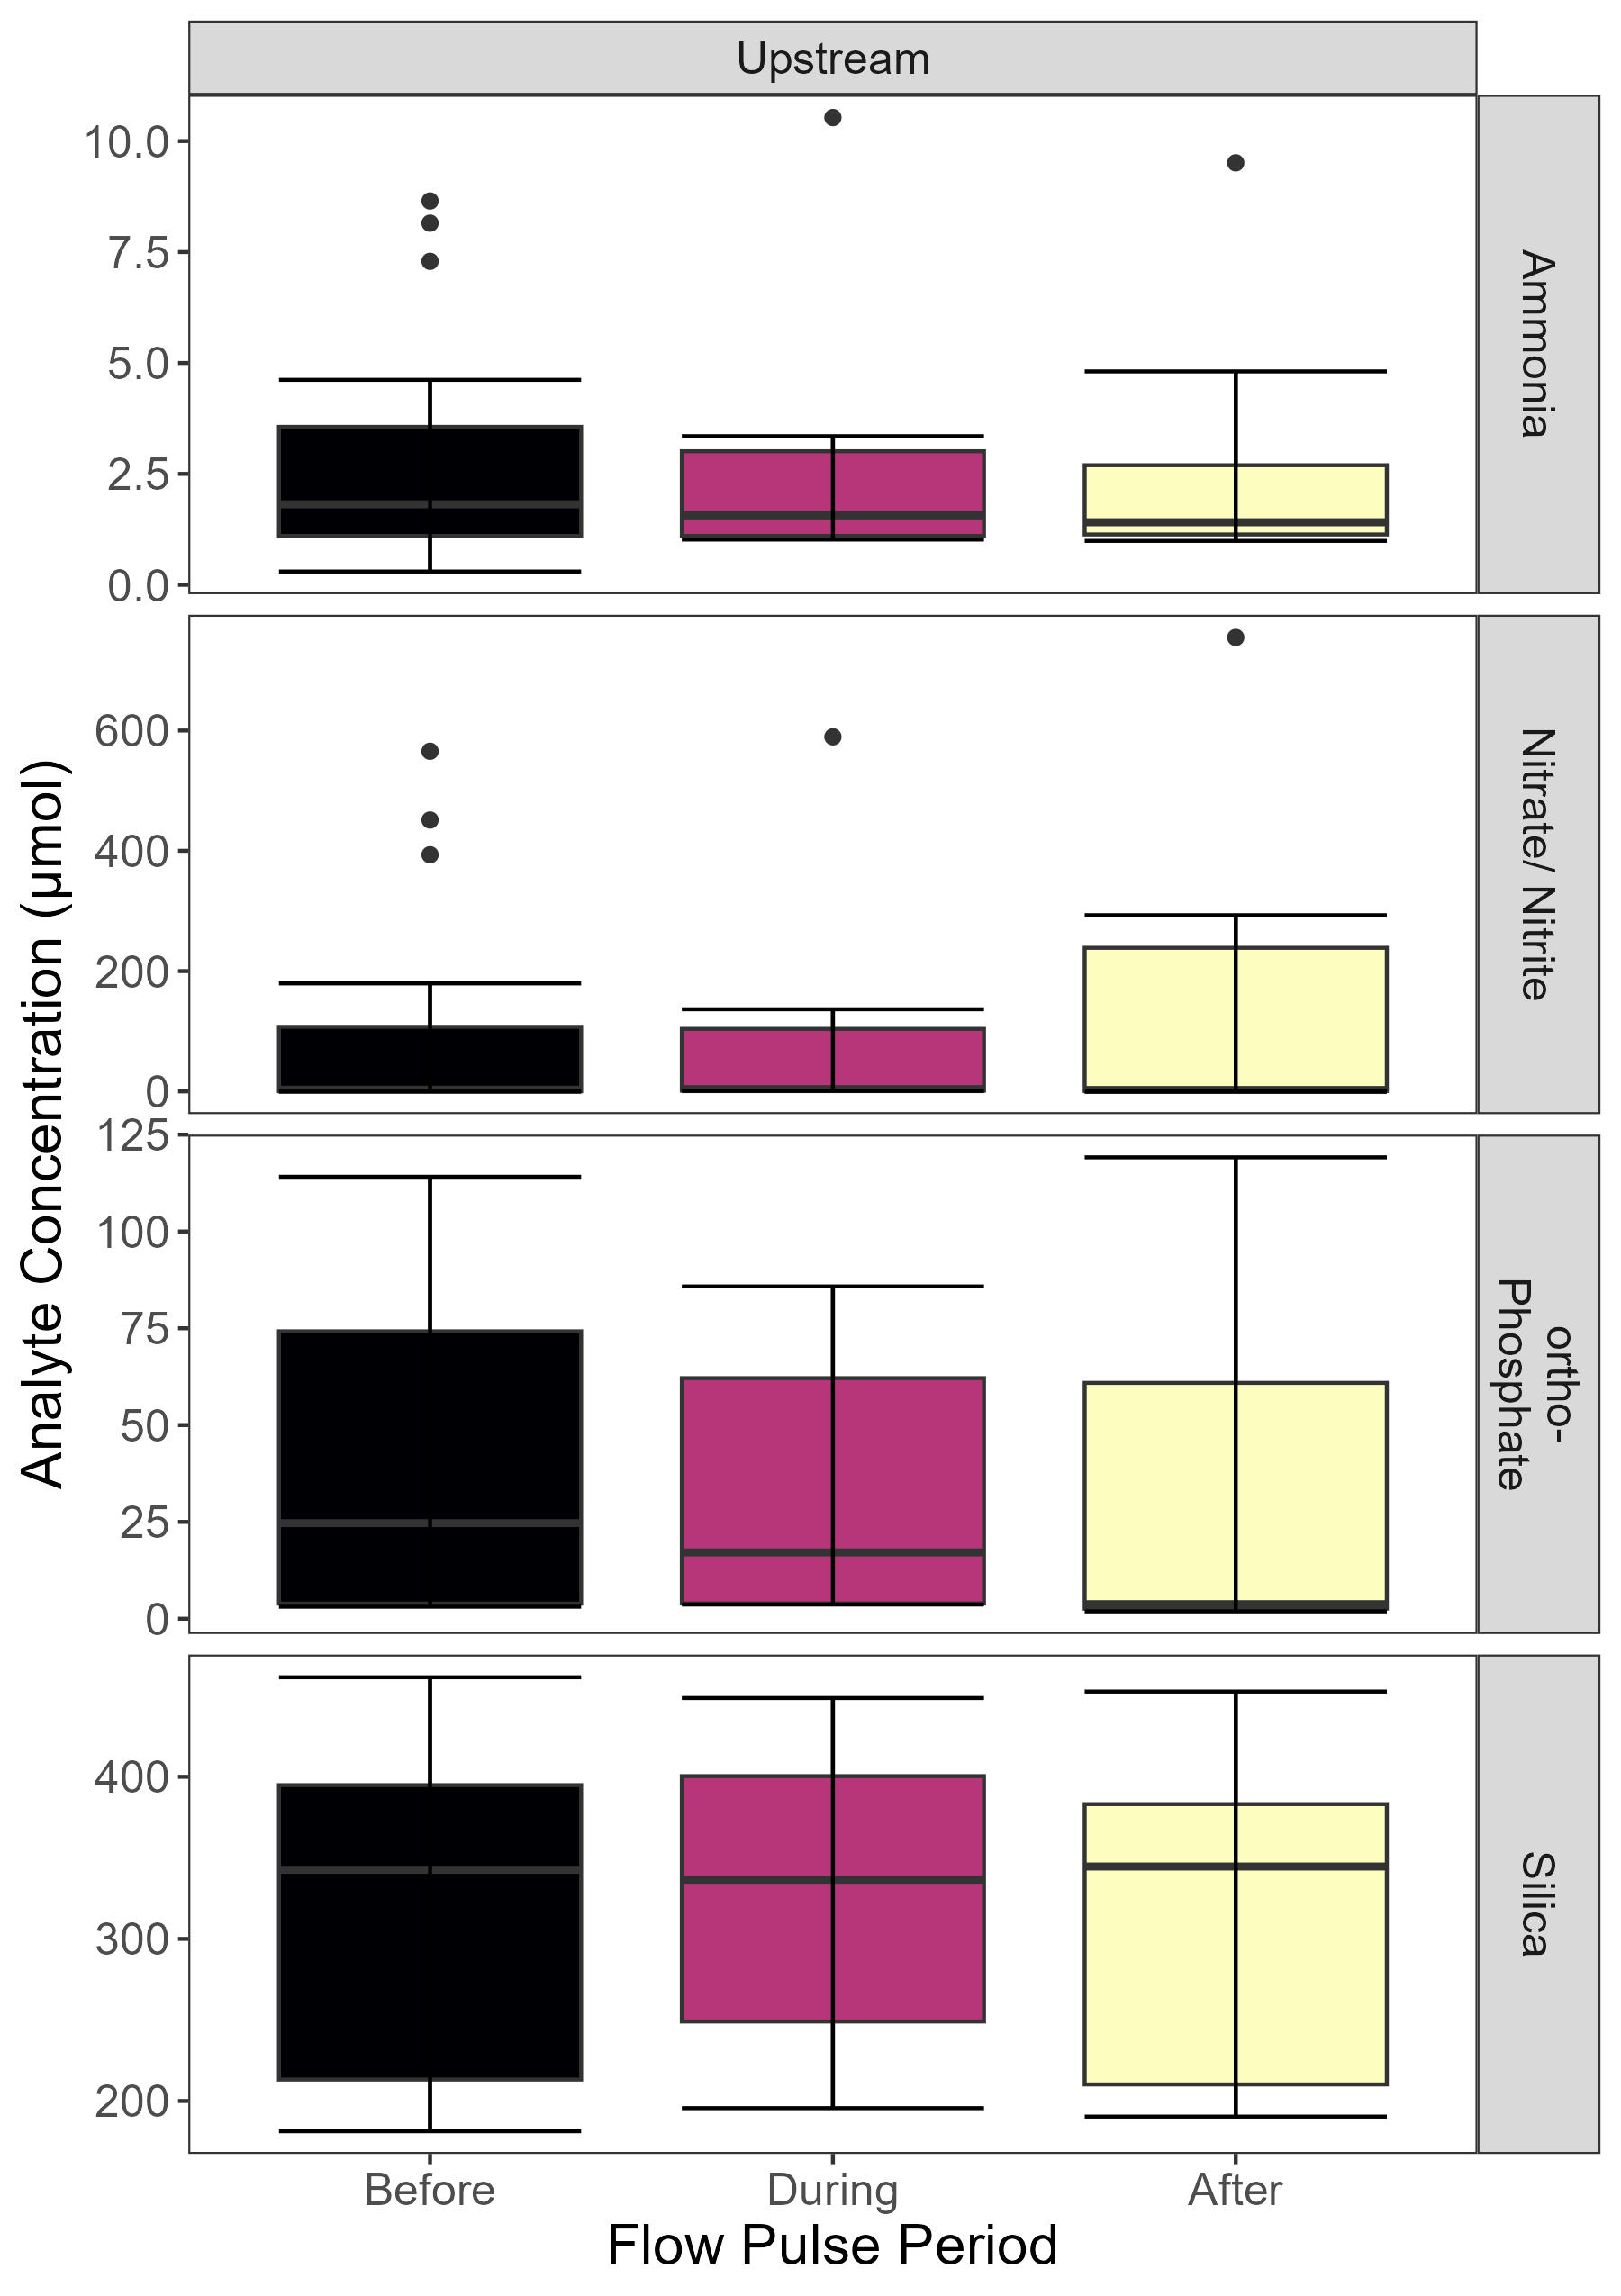 Upstream
10.0
7.5
5.0
2.5
0.0
Ammonia
600
400
200
0
Nitrate/ Nitrite
125
100
75
50
25
0
ortho-
Phosphate
400
300
200
Silica
Analyte Concentration (μmol)
Before
During
After
Flow Pulse Period